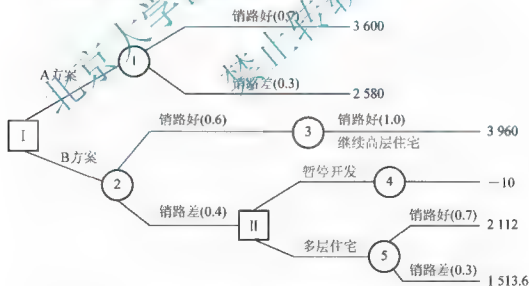 销路好(0.7)
3 600
A方案
1
销路差(0.3)
2 580
I
销路好(0.6)
3
销路好(1.0)
继续高层住宅
3 960
B方案
2
暂停开发
4
-10
销路差(0.4)
II
销路好(0.7)
2 112
多层住宅
5
销路差(0.3)
1 513.6